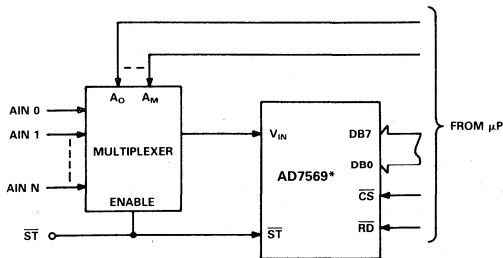 A0 AM
AIN 0
AIN 1
AIN N
MULTIPLEXER
ENABLE
ST
VIN
AD7569*
ST
DB7
DB0
CS
RD
FROM μP